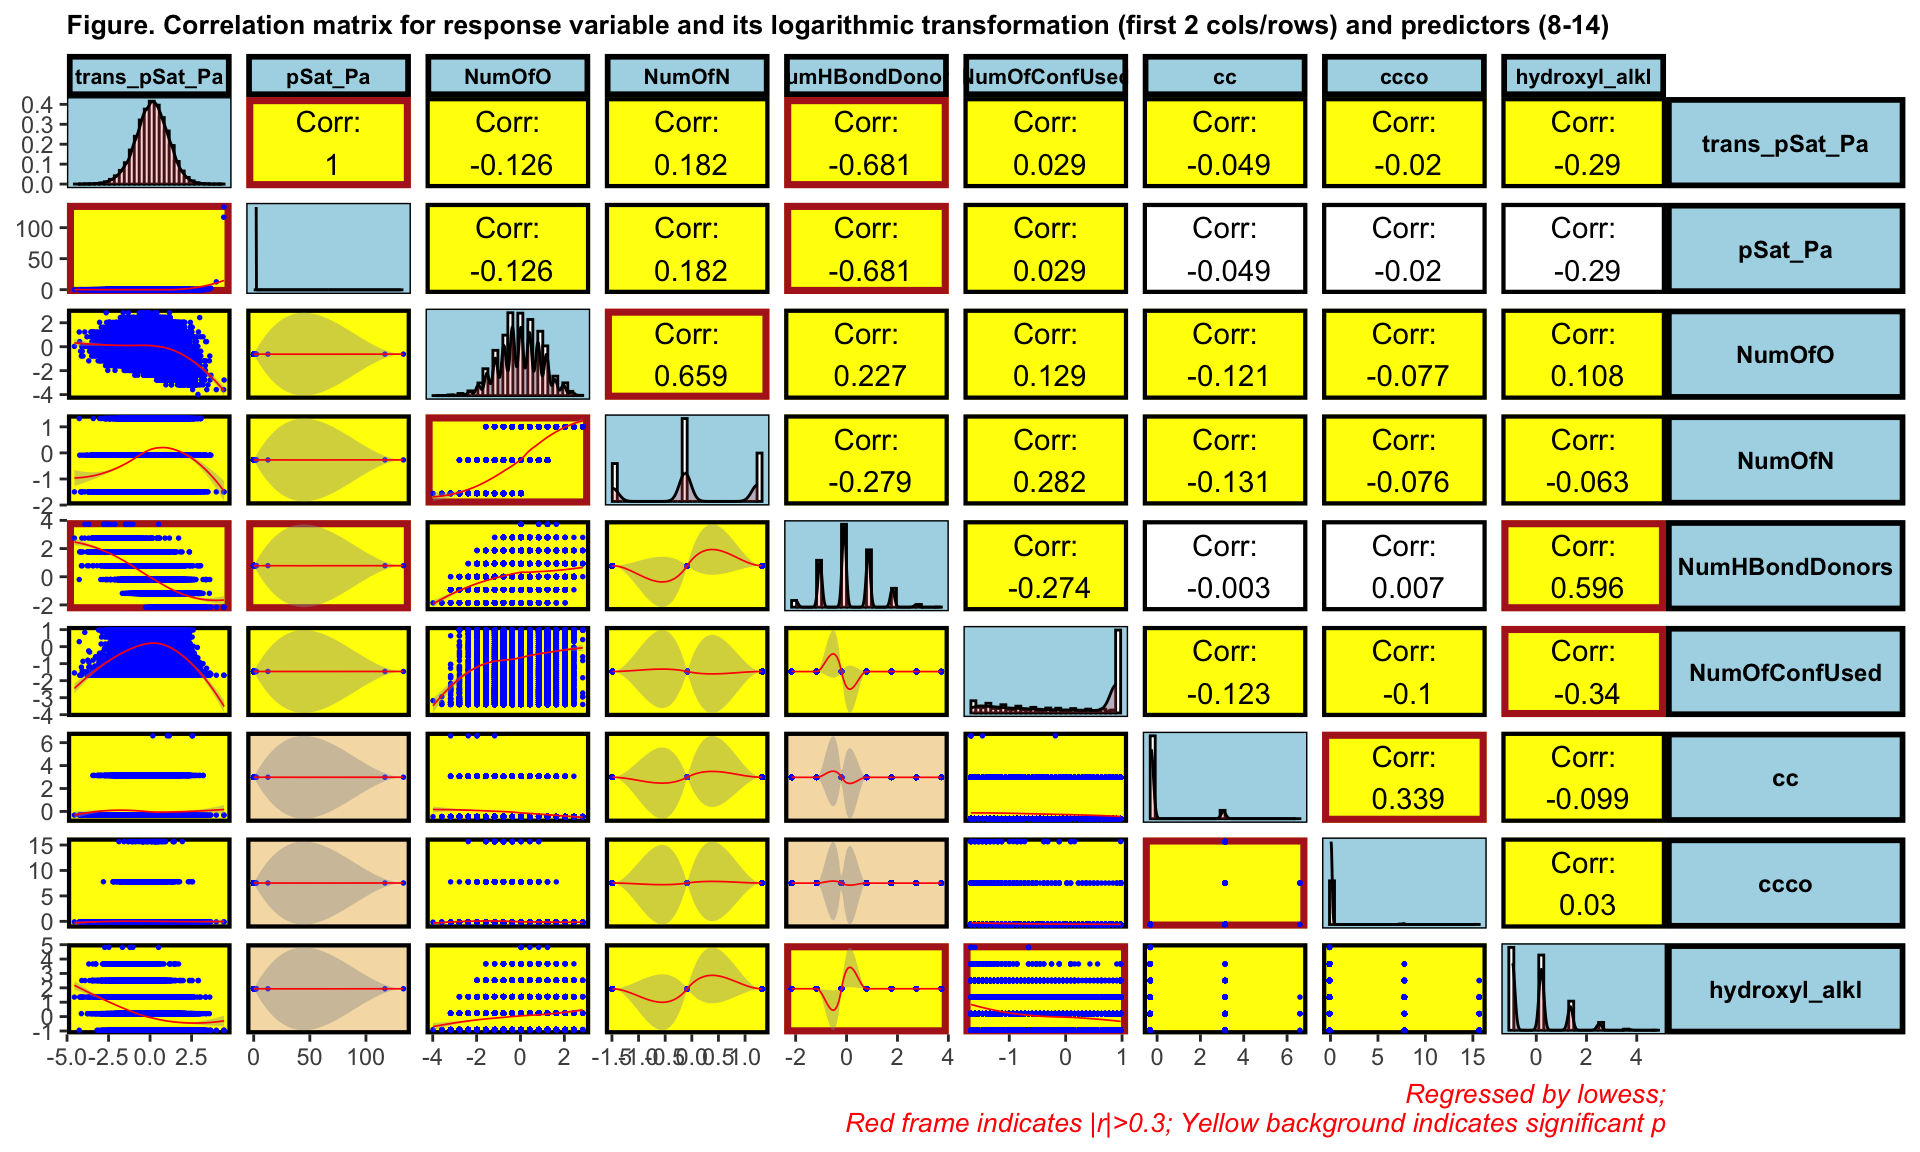 Figure. Correlation matrix for response variable and its logarithmic transformation (first 2 cols/rows) and predictors (8-14)
trans_pSat_Pa pSat_Pa NumOfO NumOfN umHBondDono NumOfConfUsed cc ccco hydroxyl_alkl
0.4
0.3
0.2
0.1
0.0
Corr: Corr: Corr: Corr: Corr: Corr: Corr: Corr:
1 -0.126 0.182 -0.681 0.029 -0.049 -0.02 -0.29
trans_pSat_Pa
100
50
0
Corr: Corr: Corr: Corr: Corr: Corr: Corr:
-0.126 0.182 -0.681 0.029 -0.049 -0.02 -0.29
pSat_Pa
2
0
-2
-4
Corr: Corr: Corr: Corr: Corr: Corr:
0.659 0.227 0.129 -0.121 -0.077 0.108
NumOfO
1
0
-1
-2
Corr: Corr: Corr: Corr: Corr:
-0.279 0.282 -0.131 -0.076 -0.063
NumOfN
4
2
0
-2
Corr: Corr: Corr: Corr:
-0.274 -0.003 0.007 0.596
NumHBondDonors
1
0
-1
-2
-3
-4
Corr: Corr: Corr:
-0.123 -0.1 -0.34
NumOfConfUsed
6
4
2
0
Corr: Corr:
0.339 -0.099
cc
15
10
5
0
Corr:
0.03
ccco
5
4
3
2
1
0
-1
hydroxyl_alkl
-5.0 -2.5 0.0 2.5 0 50 100 -4 -2 0 2 -1.5 -1.0 -0.5 0.0 0.5 1.0 -2 0 2 4 -1 0 1 0 2 4 6 0 5 10 15 0 2 4
Regressed by lowess;
Red frame indicates |r|>0.3; Yellow background indicates significant p